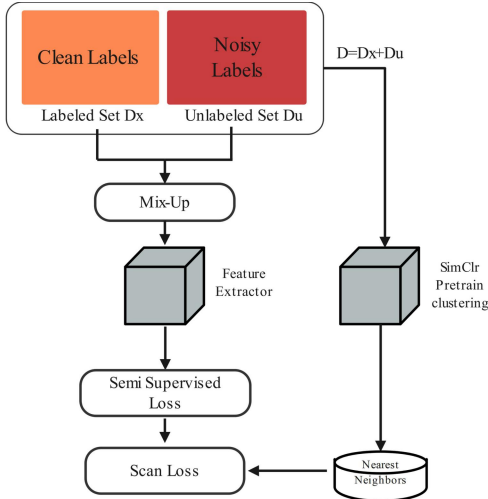 Clean Labels
Noisy
Labels
D=Dx+Du
Labeled Set Dx
Unlabeled Set Du
Mix-Up
Feature
Extractor
SimClr
Pretrain
clustering
Semi Supervised
Loss
Scan Loss
Nearest
Neighbors